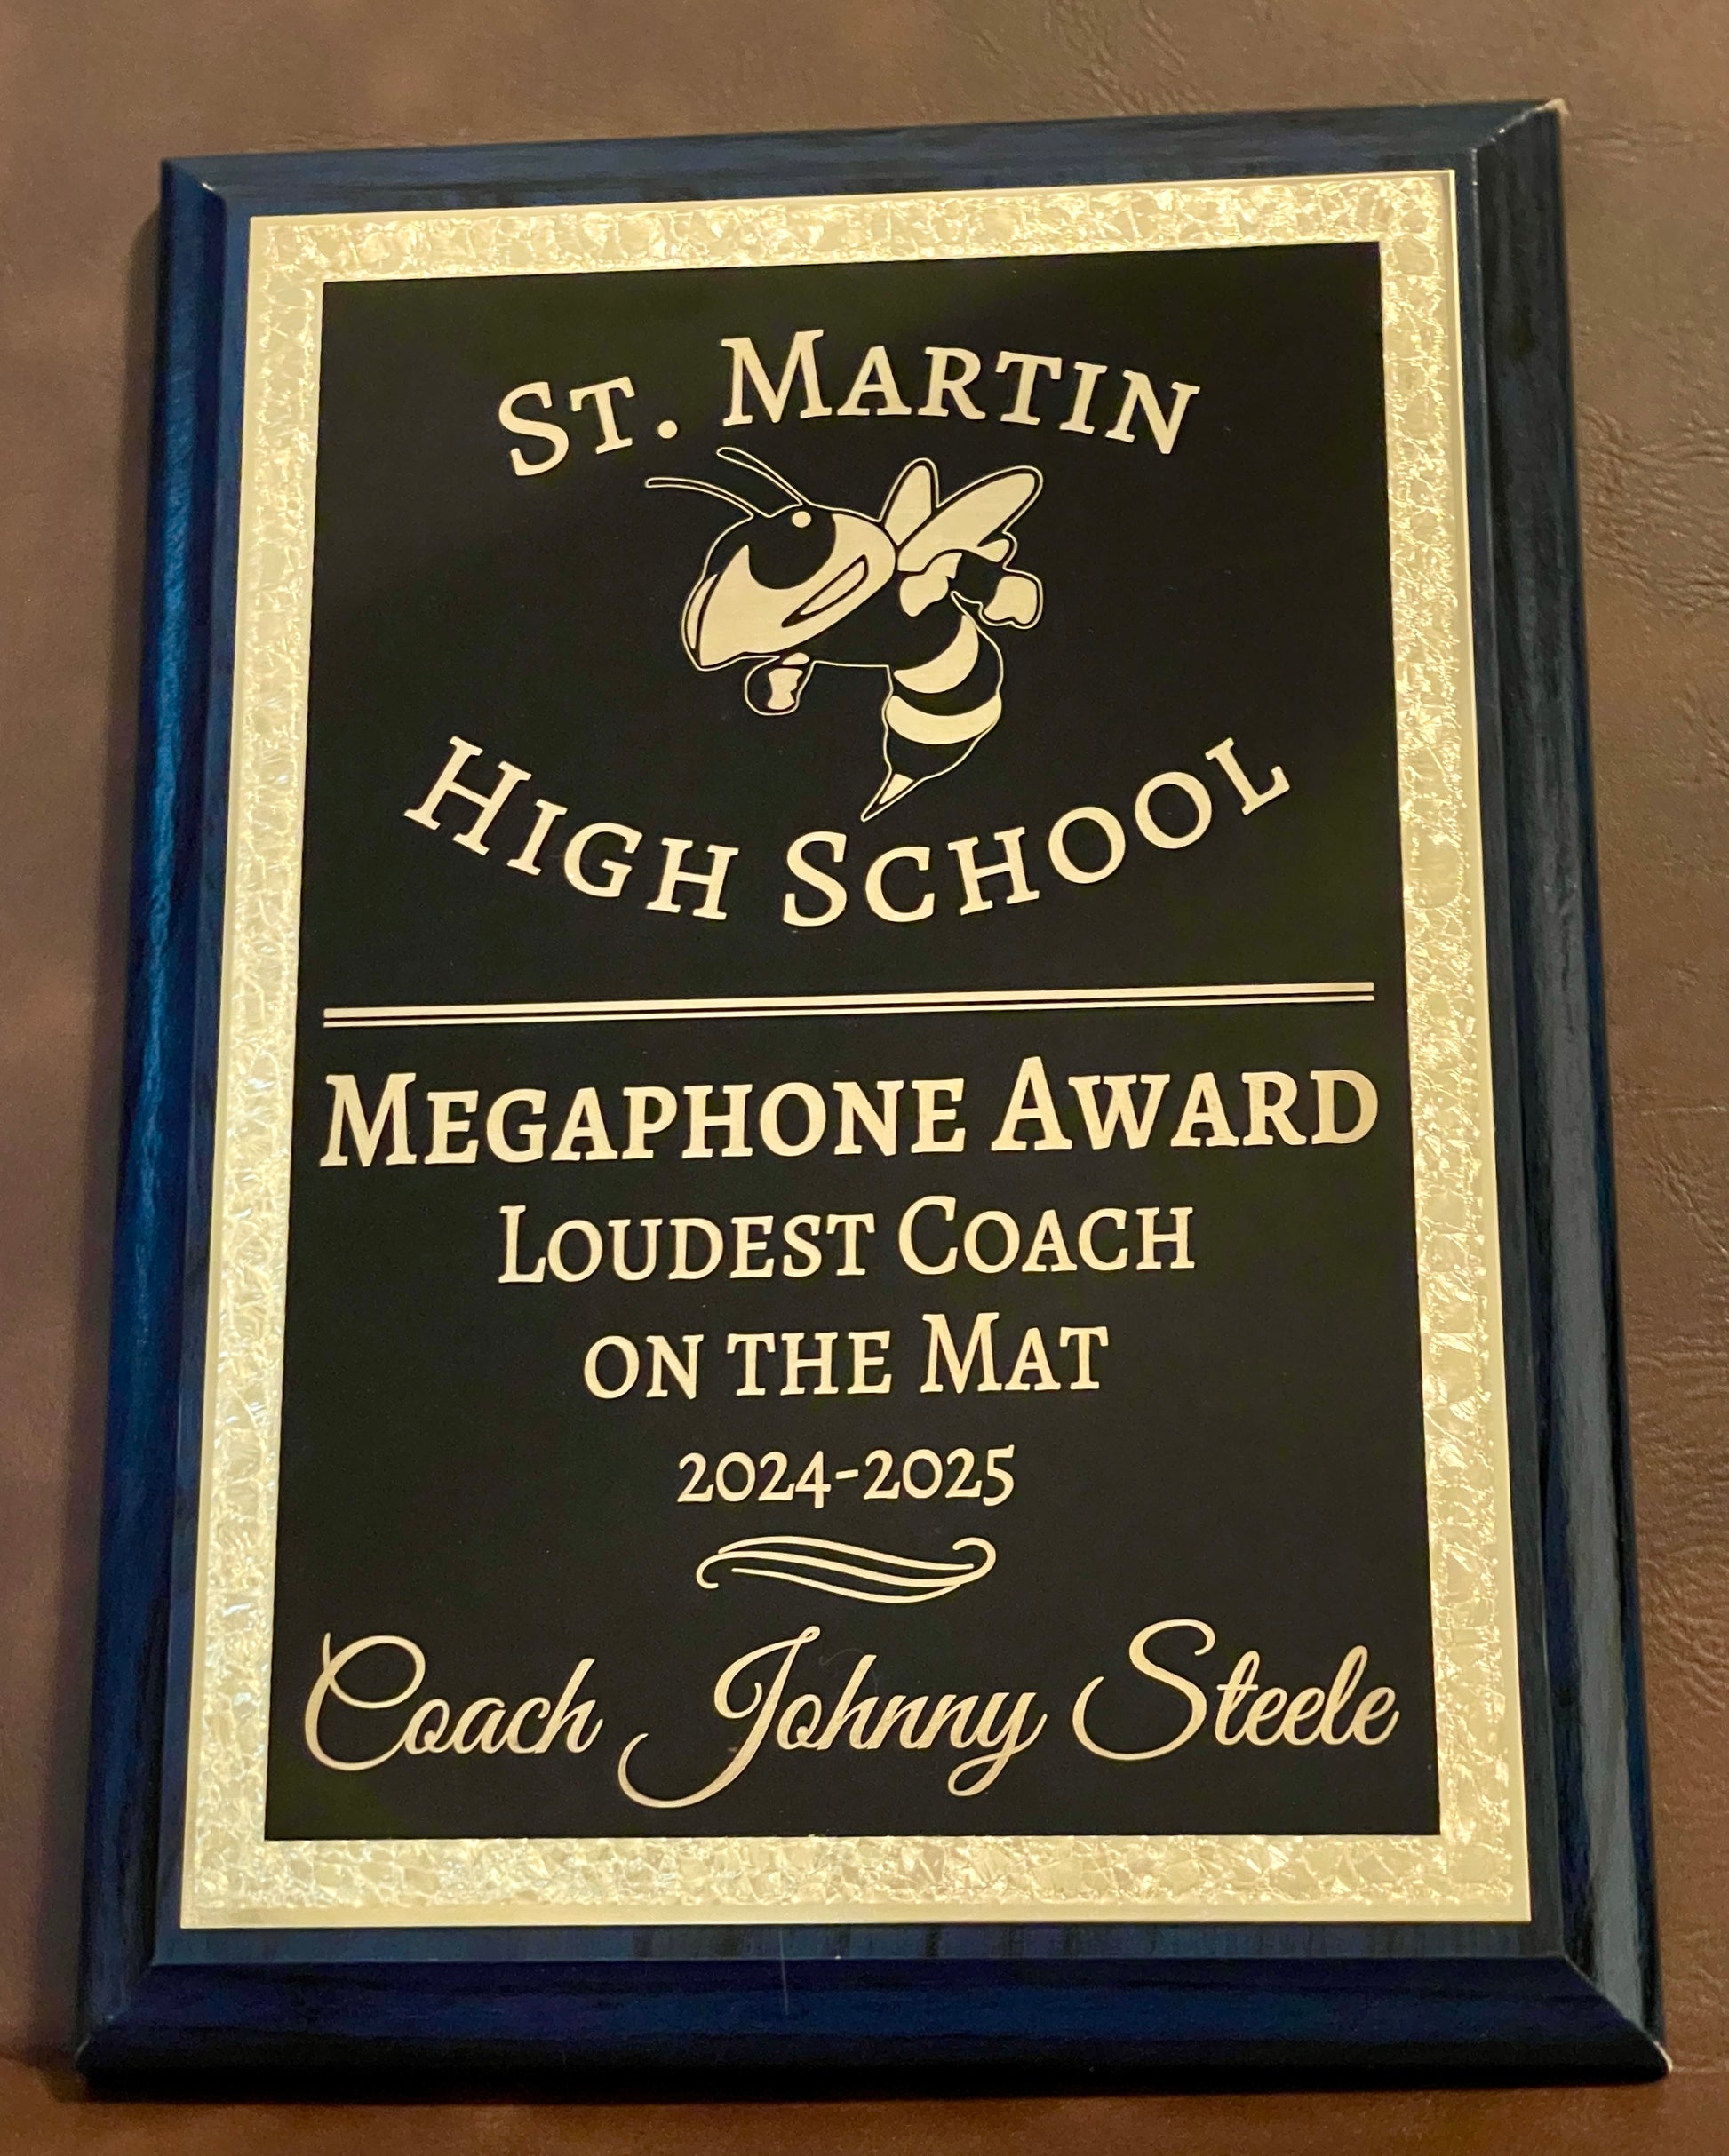 St. Martin
High School
Megaphone Award
Loudest Coach
on the Mat
2024-2025
Coach Johnny Steele